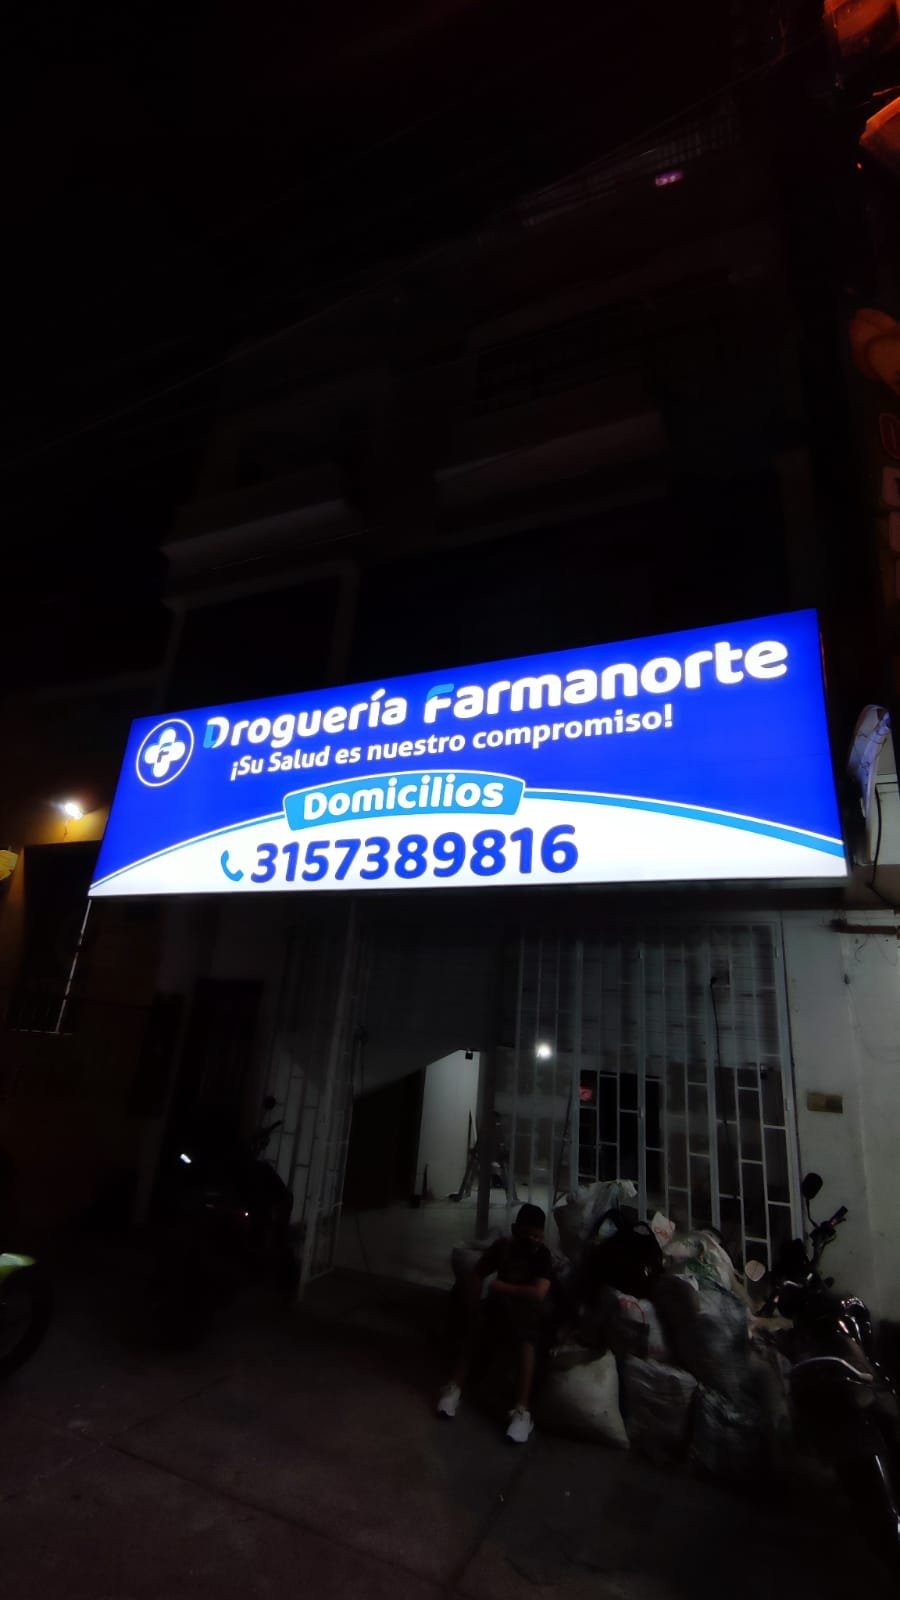 Droguería Farmanorte
¡Su Salud es nuestro compromiso!
Domicilios
3157389816